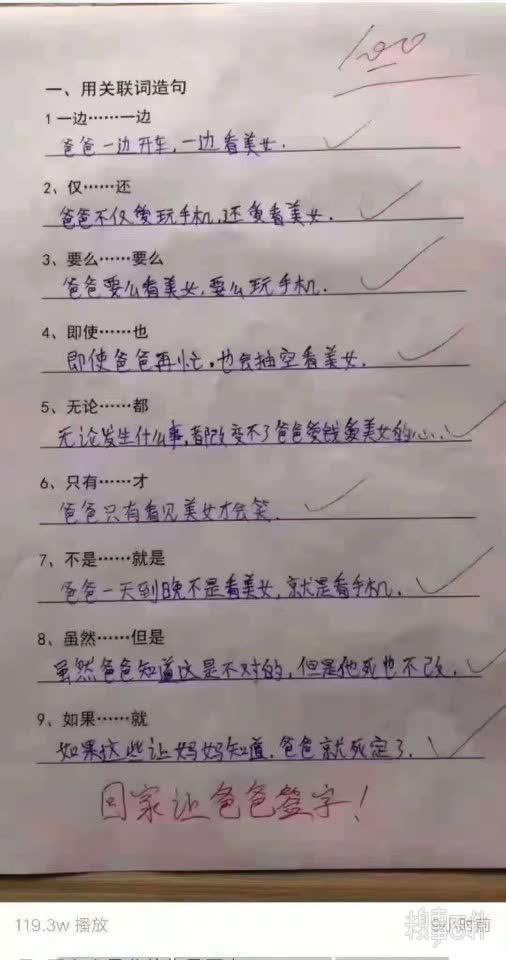 100
一、用关联词造句
1 一边……一边
爸爸一边开车,一边看美女.
2、仅……还
爸爸不仅爱玩手机,还爱看美女.
3、要么……要么
爸爸要么看美女,要么玩手机.
4、即使……也
即使爸爸再忙,也会抽空看美女.
5、无论……都
无论发生什么事,都改变不了爸爸爱钱爱美女的心...
6、只有……才
爸爸只有看见美女才会笑.
7、不是……就是
爸爸一天到晚不是看美女,就是看手机.
8、虽然……但是
虽然爸爸知道这是不对的,但是他死也不改.
9、如果……就
如果这些让妈妈知道,爸爸就死定了.
回家让爸爸签字!
119.3w 播放
9小时前